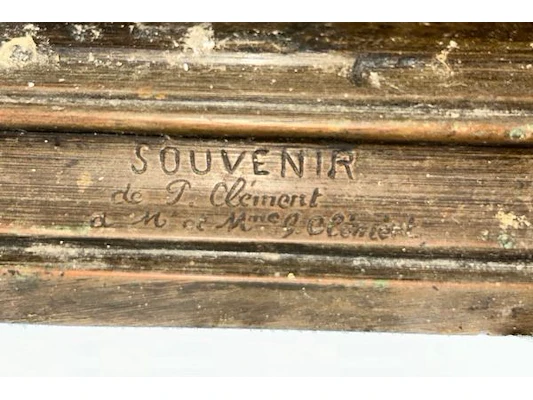 SOUVENIR
de P. Clément
à Mr et Mme J. Clément